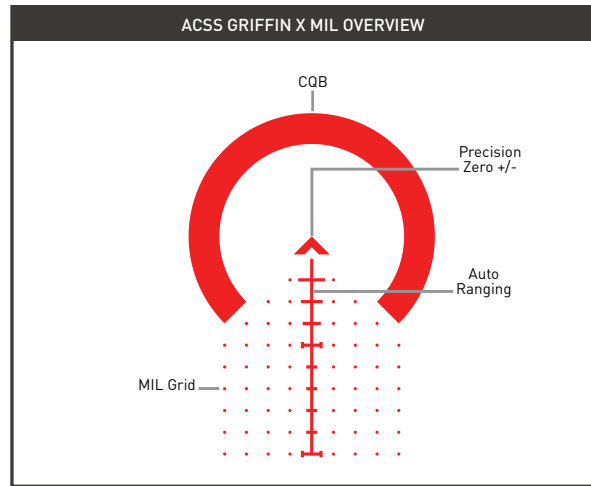 ACSS GRIFFIN X MIL OVERVIEW
CQB
Precision
Zero +/-
Auto
Ranging
MIL Grid